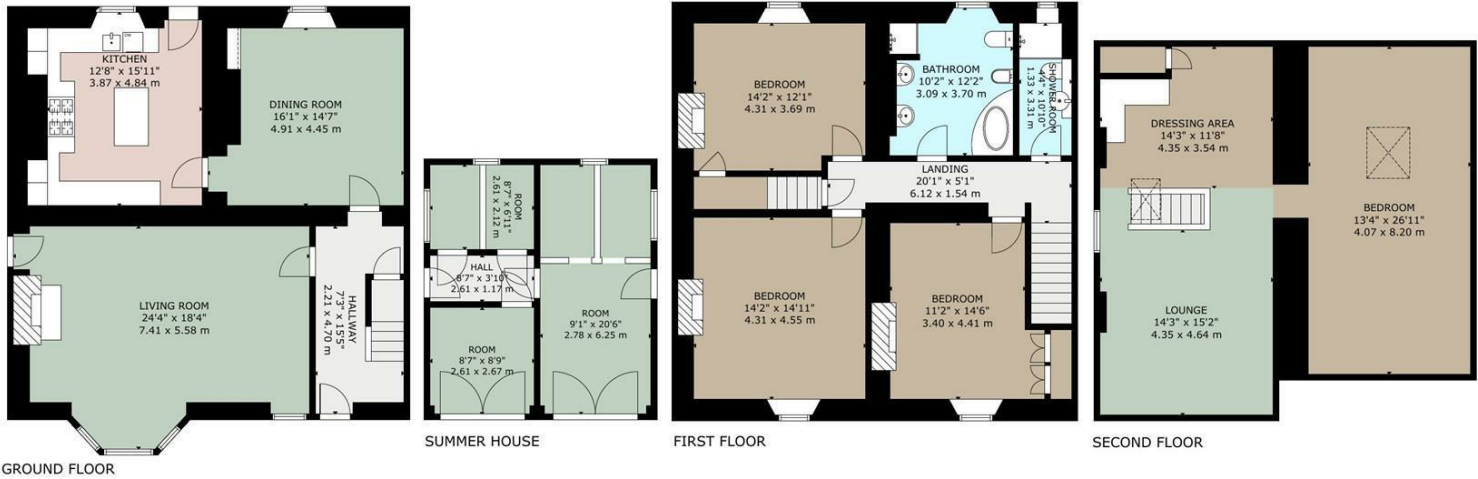 KITCHEN
12'8" x 15'11"
3.87 x 4.84 m
DINING ROOM
16'1" x 14'7"
4.91 x 4.45 m
LIVING ROOM
24'4" x 18'4"
7.41 x 5.58 m
HALLWAY
7'3" x 15'5"
2.21 x 4.70 m
GROUND FLOOR
ROOM
8'7" x 6'11"
2.61 x 2.12 m
HALL
8'7" x 3'10"
2.61 x 1.17 m
ROOM
8'7" x 8'9"
2.61 x 2.67 m
ROOM
9'1" x 20'6"
2.78 x 6.25 m
SUMMER HOUSE
BEDROOM
14'2" x 12'1"
4.31 x 3.69 m
BATHROOM
10'2" x 12'2"
3.09 x 3.70 m
SHOWER ROOM
4'4" x 10'10"
1.33 x 3.31 m
LANDING
20'1" x 5'1"
6.12 x 1.54 m
BEDROOM
14'2" x 14'11"
4.31 x 4.55 m
BEDROOM
11'2" x 14'6"
3.40 x 4.41 m
FIRST FLOOR
DRESSING AREA
14'3" x 11'8"
4.35 x 3.54 m
BEDROOM
13'4" x 26'11"
4.07 x 8.20 m
LOUNGE
14'3" x 15'2"
4.35 x 4.64 m
SECOND FLOOR